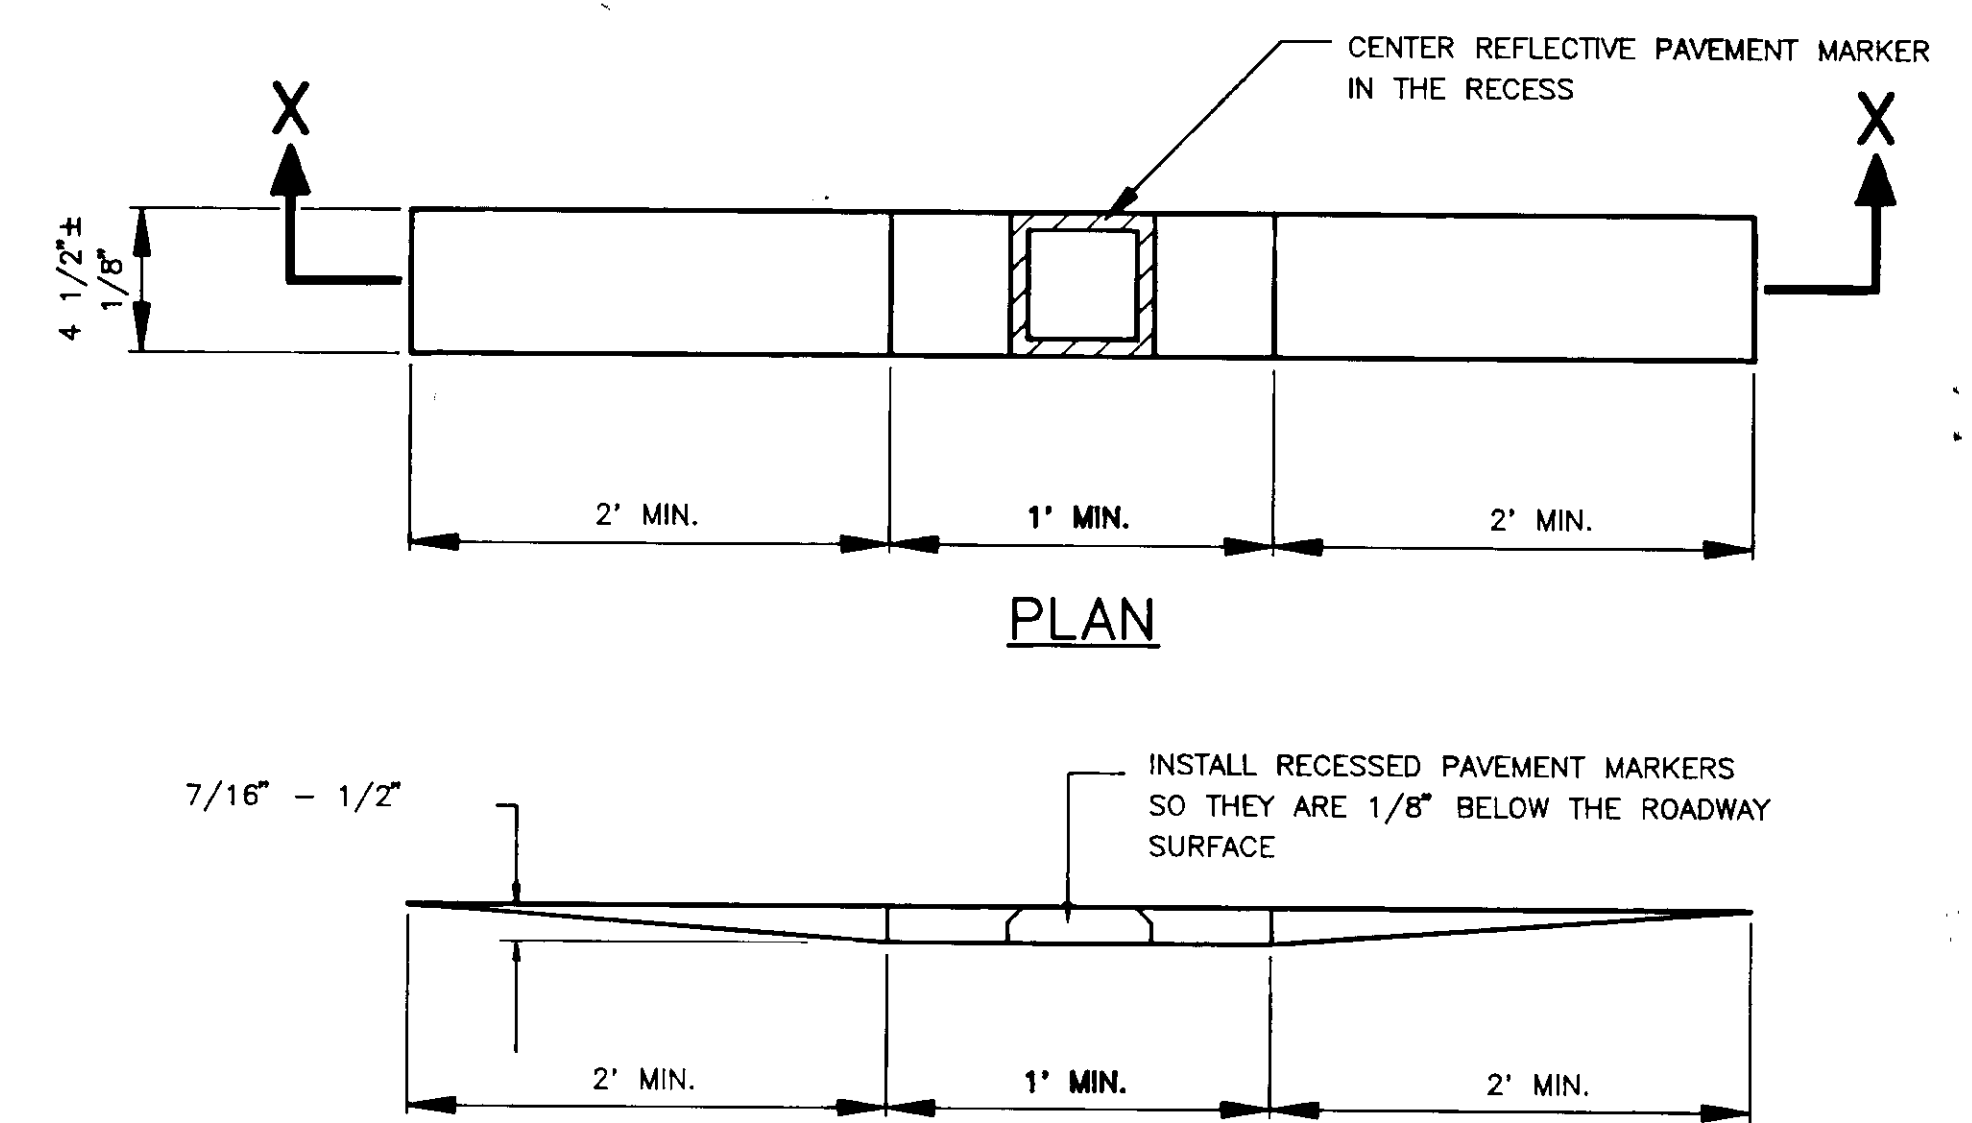 CENTER REFLECTIVE PAVEMENT MARKER
IN THE RECESS
X
X
4 1/2"±
1/8"
2' MIN.
1' MIN.
2' MIN.
PLAN
7/16" - 1/2"
INSTALL RECESSED PAVEMENT MARKERS
SO THEY ARE 1/8" BELOW THE ROADWAY
SURFACE
2' MIN.
1' MIN.
2' MIN.